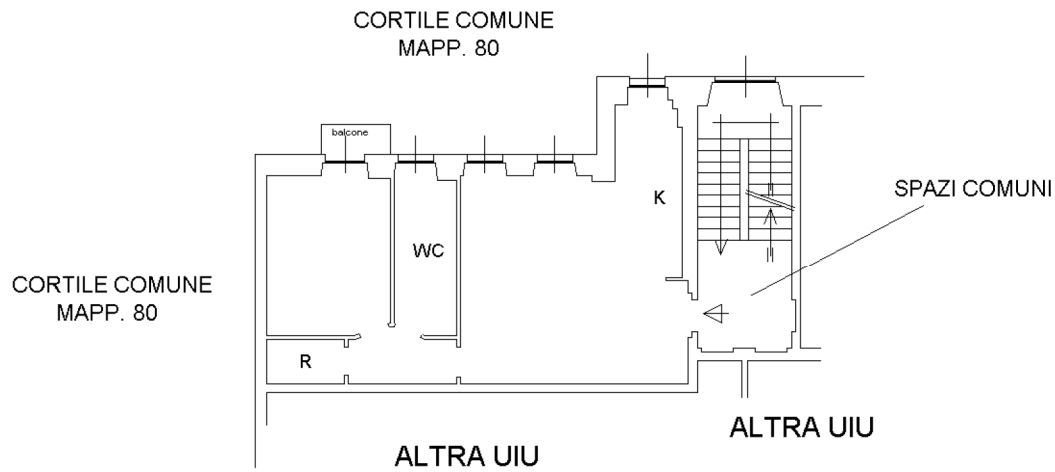 CORTILE COMUNE
MAPP. 80
balcone
K
SPAZI COMUNI
WC
CORTILE COMUNE
MAPP. 80
R
ALTRA UIU
ALTRA UIU